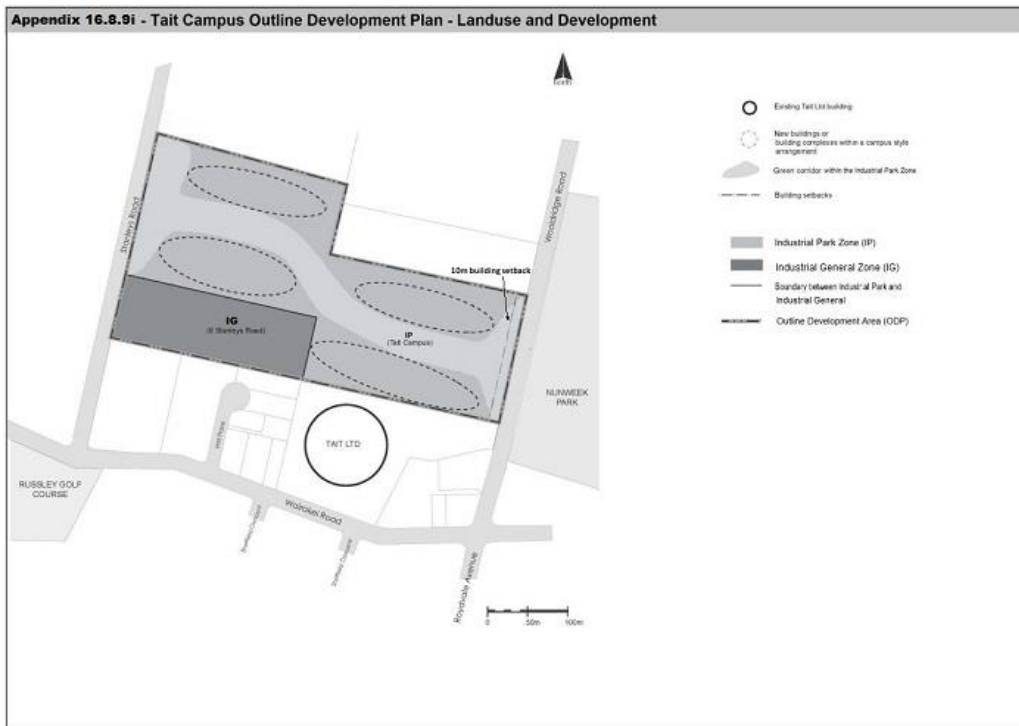 Appendix 16.8.9i - Tait Campus Outline Development Plan - Landuse and Development
North
Existing Tait Ltd building
New buildings or
building complexes within a campus style
arrangement
Green corridor within the Industrial Park Zone
Building setbacks
Industrial Park Zone (IP)
Industrial General Zone (IG)
Boundary between Industrial Park and
Industrial General
Outline Development Area (ODP)
Stanleys Road
Wooldridge Road
10m building setback
IG
(6 Stanleys Road)
IP
(Tait Campus)
NUNWEEK
PARK
TAIT LTD
RUSSLEY GOLF
COURSE
Wairakei Road
Roydvale Avenue
0
50m
100m